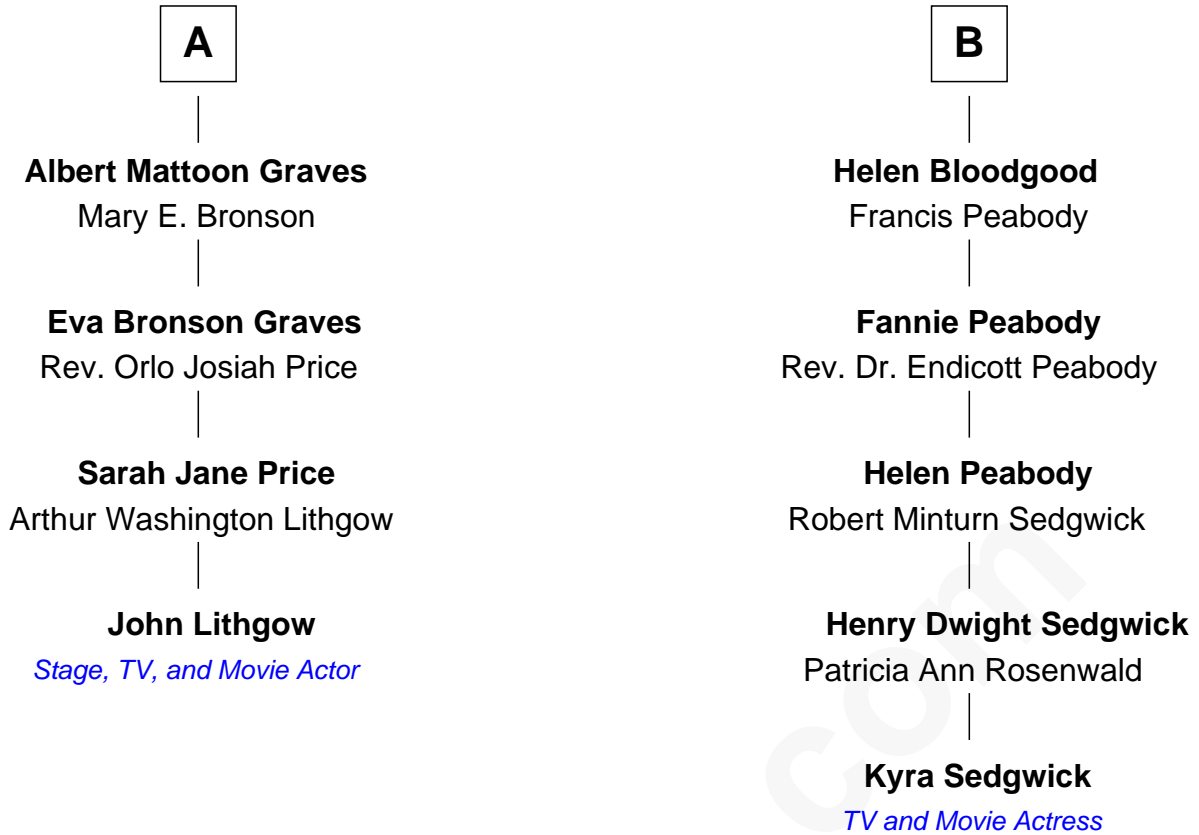 A
Albert Mattoon Graves
Mary E. Bronson
Eva Bronson Graves
Rev. Orlo Josiah Price
Sarah Jane Price
Arthur Washington Lithgow
John Lithgow
Stage, TV, and Movie Actor
B
Helen Bloodgood
Francis Peabody
Fannie Peabody
Rev. Dr. Endicott Peabody
Helen Peabody
Robert Minturn Sedgwick
Henry Dwight Sedgwick
Patricia Ann Rosenwald
Kyra Sedgwick
TV and Movie Actress
com